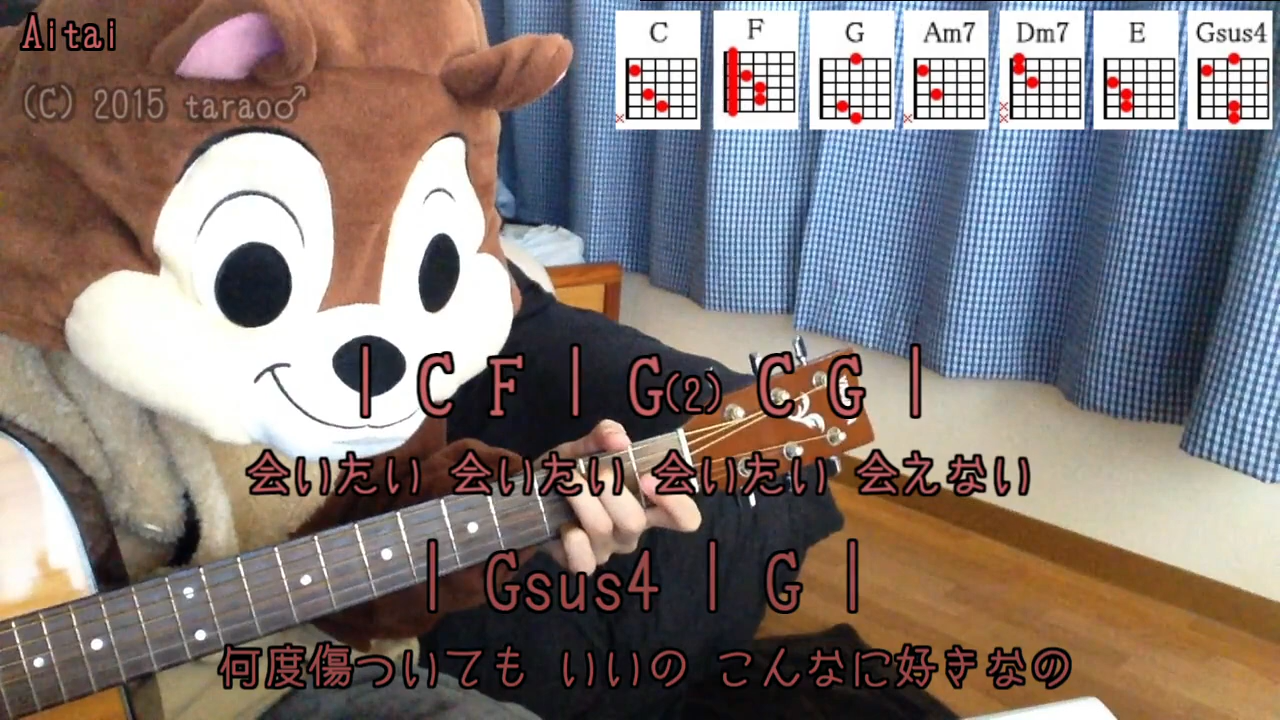 Aitai
(C) 2015 tarao♂
C F G Am7 Dm7 E Gsus4
| C F | G(2) C G |
会いたい 会いたい 会いたい 会えない
| Gsus4 | G |
何度傷ついても いいの こんなに好きなの